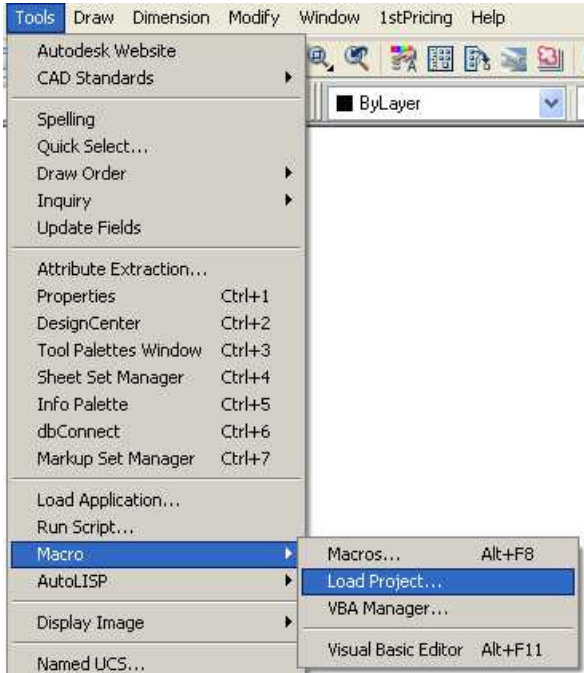 Tools Draw Dimension Modify Window 1stPricing Help
Autodesk Website
CAD Standards
ByLayer
Spelling
Quick Select...
Draw Order
Inquiry
Update Fields
Attribute Extraction...
Properties Ctrl+1
DesignCenter Ctrl+2
Tool Palettes Window Ctrl+3
Sheet Set Manager Ctrl+4
Info Palette Ctrl+5
dbConnect Ctrl+6
Markup Set Manager Ctrl+7
Load Application...
Run Script...
Macro
AutoLISP
Display Image
Named UCS...
Macros... Alt+F8
Load Project...
VBA Manager...
Visual Basic Editor Alt+F11